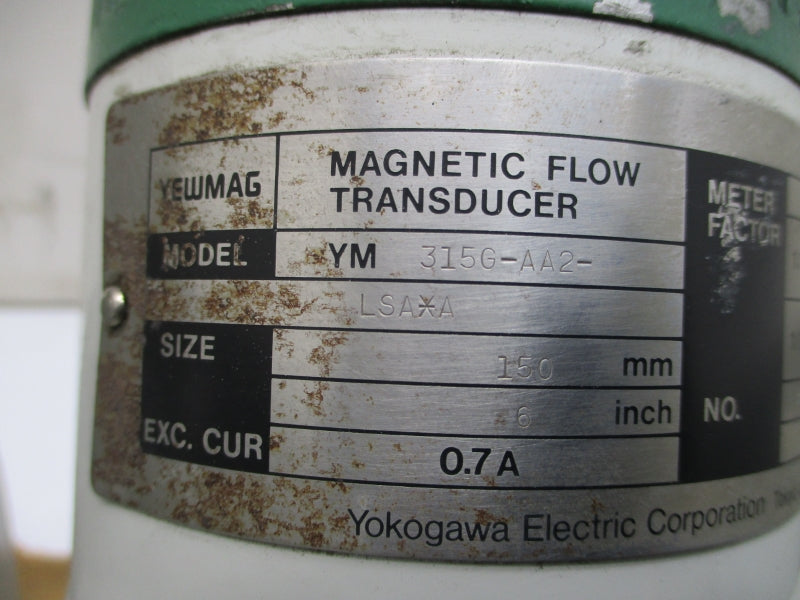 YEWMAG
MAGNETIC FLOW
TRANSDUCER
METER
FACTOR
MODEL
YM 315G-AA2-
LSA*A
SIZE
150 mm
6 inch
NO.
EXC. CUR
0.7 A
Yokogawa Electric Corporation